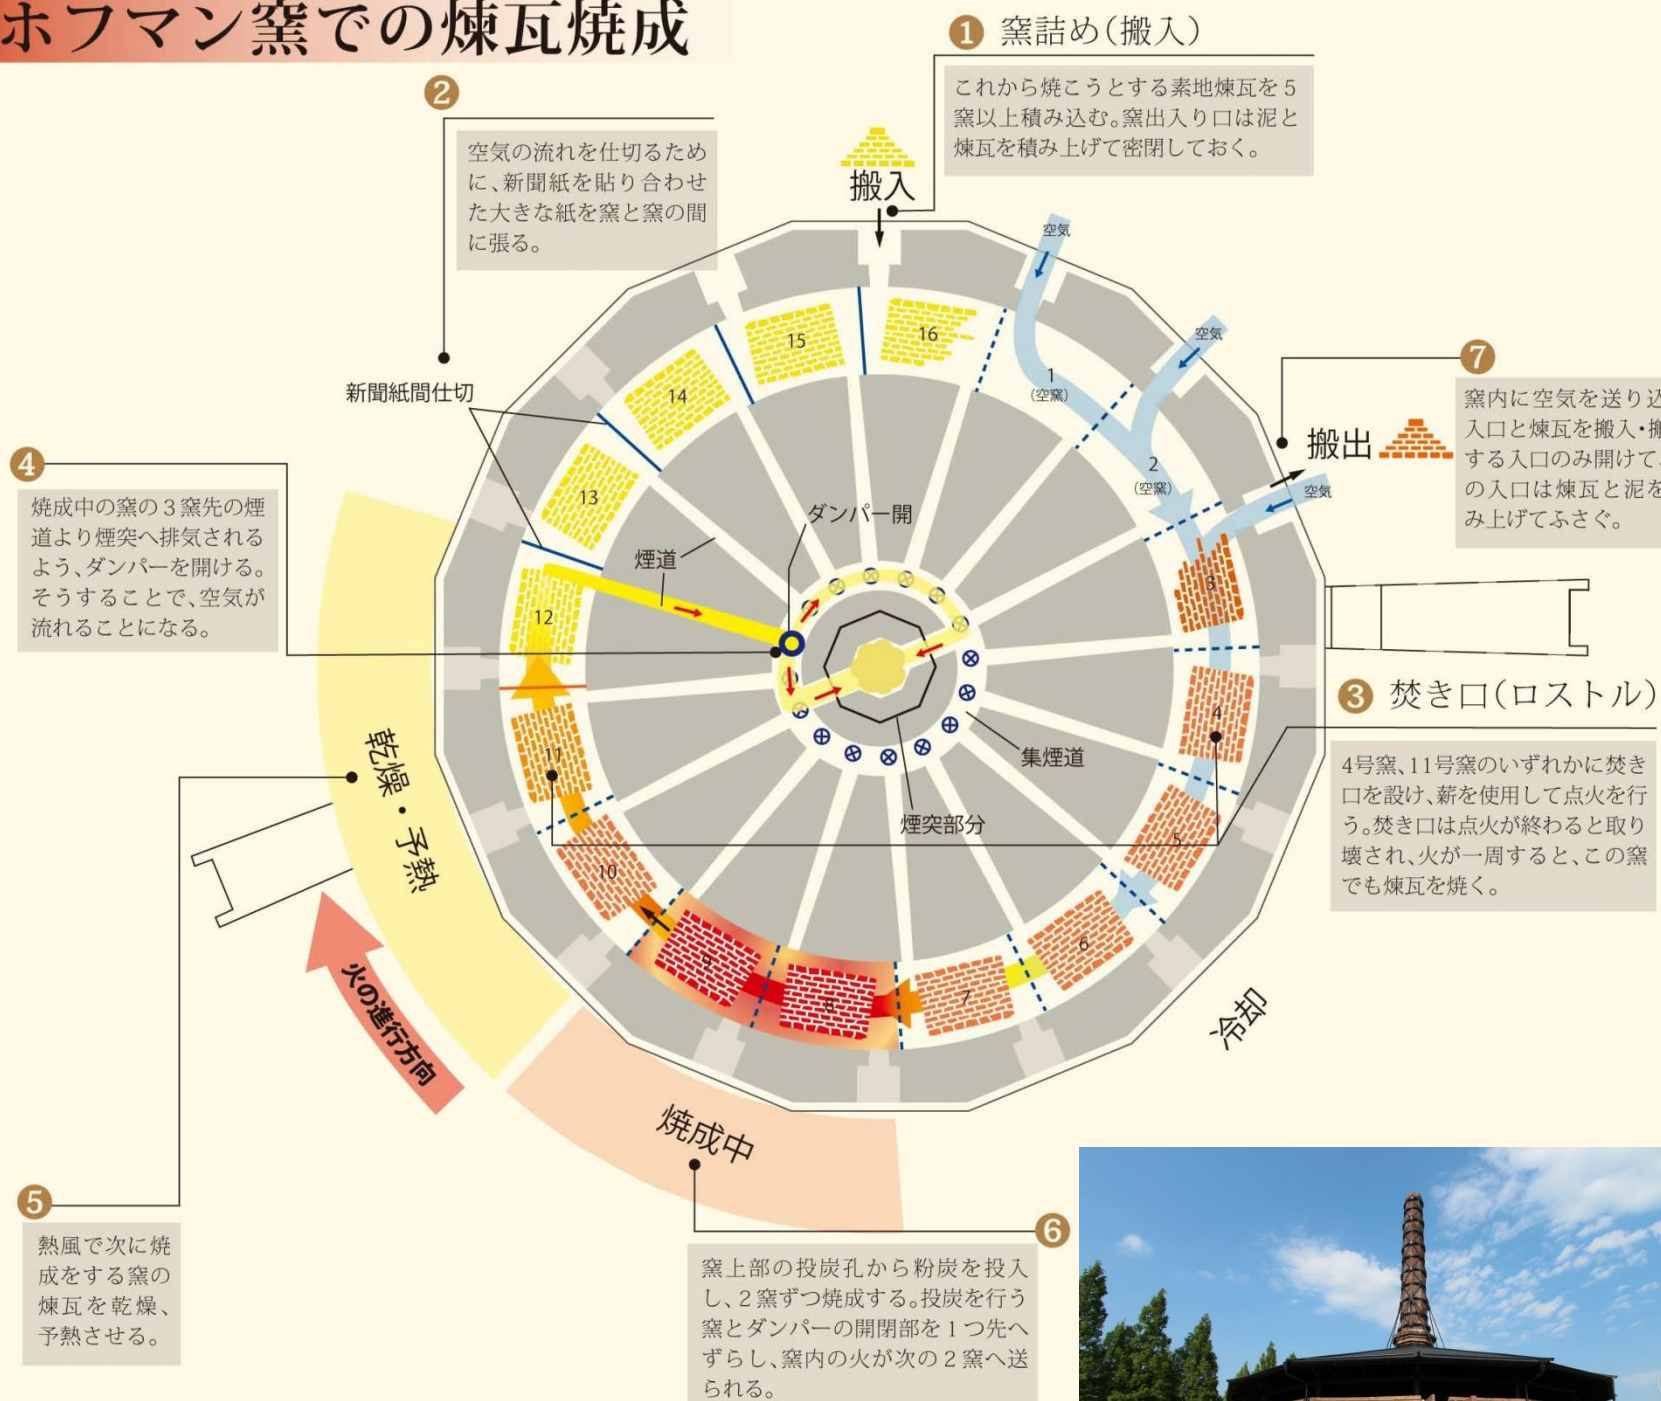 ホフマン窯での煉瓦焼成
❶ 窯詰め(搬入)
これから焼こうとする素地煉瓦を5
窯以上積み込む。窯出入り口は泥と
煉瓦を積み上げて密閉しておく。
❷
空気の流れを仕切るため
に、新聞紙を貼り合わせ
た大きな紙を窯と窯の間
に張る。
搬入
空気
空気
空気
新聞紙間仕切
❼
窯内に空気を送り込
入口と煉瓦を搬入・搬
する入口のみ開けて、
の入口は煉瓦と泥を
み上げてふさぐ。
搬出
❹
焼成中の窯の3窯先の煙
道より煙突へ排気される
よう、ダンパーを開ける。
そうすることで、空気が
流れることになる。
16
15
14
13
12
11
10
9
8
7
6
5
4
3
2
(空窯)
1
(空窯)
ダンパー開
煙道
集煙道
煙突部分
❸ 焚き口(ロストル)
4号窯、11号窯のいずれかに焚き
口を設け、薪を使用して点火を行
う。焚き口は点火が終わると取り
壊され、火が一周すると、この窯
でも煉瓦を焼く。
乾燥・予熱
火の進行方向
冷却
焼成中
❺
熱風で次に焼
成をする窯の
煉瓦を乾燥、
予熱させる。
❻
窯上部の投炭孔から粉炭を投入
し、2窯ずつ焼成する。投炭を行う
窯とダンパーの開閉部を1つ先へ
ずらし、窯内の火が次の2窯へ送
られる。